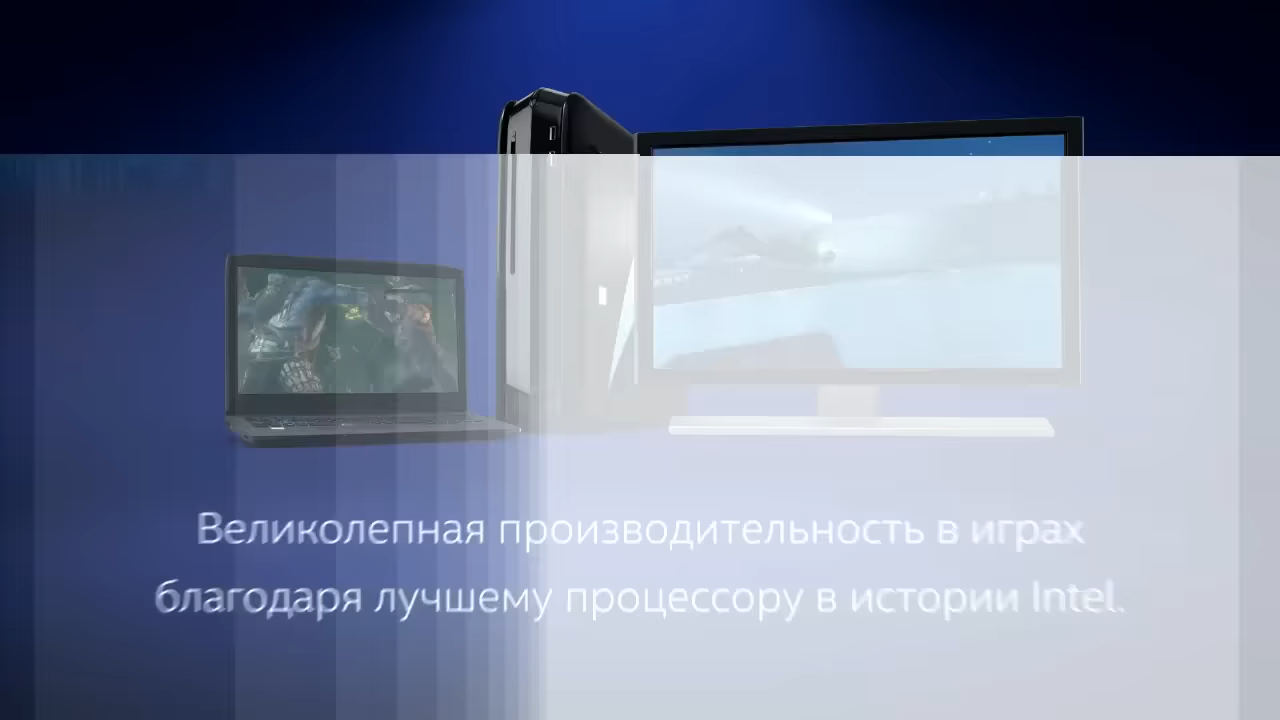 Великолепная производительность в играх
благодаря лучшему процессору в истории Intel.